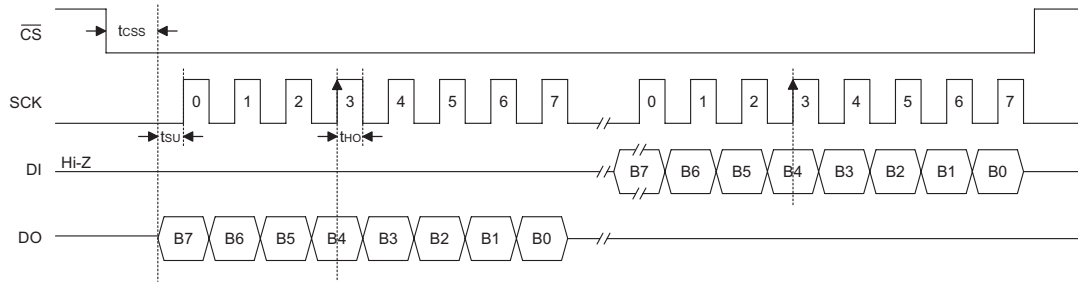 CS tcss
SCK 0 1 2 3 4 5 6 7 0 1 2 3 4 5 6 7
tSU tHO
DI Hi-Z B7 B6 B5 B4 B3 B2 B1 B0
DO B7 B6 B5 B4 B3 B2 B1 B0